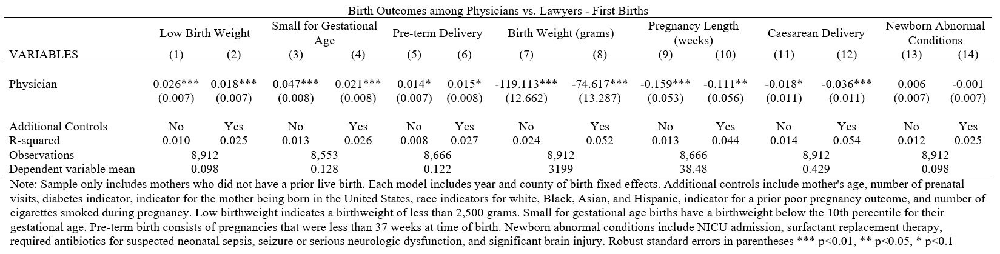 Birth Outcomes among Physicians vs. Lawyers - First Births
Low Birth Weight Small for Gestational Age Pre-term Delivery Birth Weight (grams) Pregnancy Length (weeks) Caesarean Delivery Newborn Abnormal Conditions
VARIABLES (1) (2) (3) (4) (5) (6) (7) (8) (9) (10) (11) (12) (13) (14)
Physician 0.026*** 0.018*** 0.047*** 0.021*** 0.014* 0.015* -119.113*** -74.617*** -0.159*** -0.111** -0.018* -0.036*** 0.006 -0.001
(0.007) (0.007) (0.008) (0.008) (0.007) (0.008) (12.662) (13.287) (0.053) (0.056) (0.011) (0.011) (0.007) (0.007)
Additional Controls No Yes No Yes No Yes No Yes No Yes No Yes No Yes
R-squared 0.010 0.025 0.013 0.026 0.008 0.027 0.024 0.052 0.013 0.044 0.014 0.054 0.012 0.025
Observations 8,912 8,553 8,666 8,912 8,666 8,912 8,912
Dependent variable mean 0.098 0.128 0.122 3199 38.48 0.429 0.098
Note: Sample only includes mothers who did not have a prior live birth. Each model includes year and county of birth fixed effects. Additional controls include mother's age, number of prenatal
visits, diabetes indicator, indicator for the mother being born in the United States, race indicators for white, Black, Asian, and Hispanic, indicator for a prior poor pregnancy outcome, and number of
cigarettes smoked during pregnancy. Low birthweight indicates a birthweight of less than 2,500 grams. Small for gestational age births have a birthweight below the 10th percentile for their
gestational age. Pre-term birth consists of pregnancies that were less than 37 weeks at time of birth. Newborn abnormal conditions include NICU admission, surfactant replacement therapy,
required antibiotics for suspected neonatal sepsis, seizure or serious neurologic dysfunction, and significant brain injury. Robust standard errors in parentheses *** p<0.01, ** p<0.05, * p<0.1